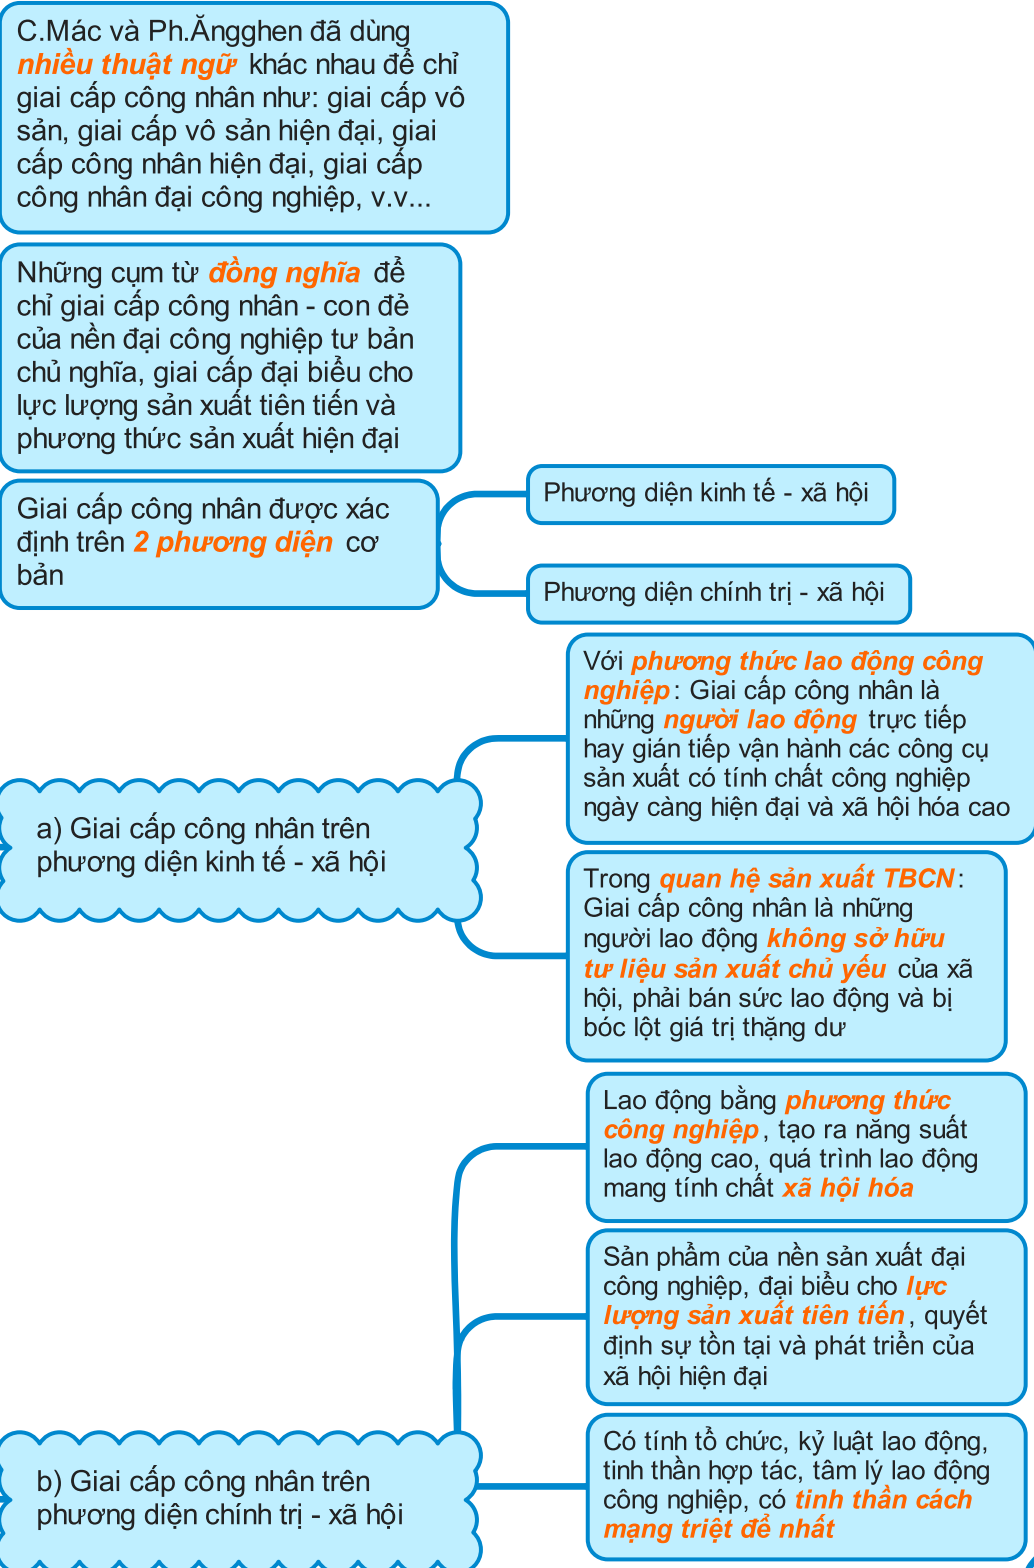 C.Mác và Ph.Ăngghen đã dùng
nhiều thuật ngữ khác nhau để chỉ
giai cấp công nhân như: giai cấp vô
sản, giai cấp vô sản hiện đại, giai
cấp công nhân hiện đại, giai cấp
công nhân đại công nghiệp, v.v...
Những cụm từ đồng nghĩa để
chỉ giai cấp công nhân - con đẻ
của nền đại công nghiệp tư bản
chủ nghĩa, giai cấp đại biểu cho
lực lượng sản xuất tiên tiến và
phương thức sản xuất hiện đại
Giai cấp công nhân được xác
định trên 2 phương diện cơ
bản
Phương diện kinh tế - xã hội
Phương diện chính trị - xã hội
a) Giai cấp công nhân trên
phương diện kinh tế - xã hội
Với phương thức lao động công
nghiệp: Giai cấp công nhân là
những người lao động trực tiếp
hay gián tiếp vận hành các công cụ
sản xuất có tính chất công nghiệp
ngày càng hiện đại và xã hội hóa cao
Trong quan hệ sản xuất TBCN:
Giai cấp công nhân là những
người lao động không sở hữu
tư liệu sản xuất chủ yếu của xã
hội, phải bán sức lao động và bị
bóc lột giá trị thặng dư
b) Giai cấp công nhân trên
phương diện chính trị - xã hội
Lao động bằng phương thức
công nghiệp, tạo ra năng suất
lao động cao, quá trình lao động
mang tính chất xã hội hóa
Sản phẩm của nền sản xuất đại
công nghiệp, đại biểu cho lực
lượng sản xuất tiên tiến, quyết
định sự tồn tại và phát triển của
xã hội hiện đại
Có tính tổ chức, kỷ luật lao động,
tinh thần hợp tác, tâm lý lao động
công nghiệp, có tinh thần cách
mạng triệt để nhất